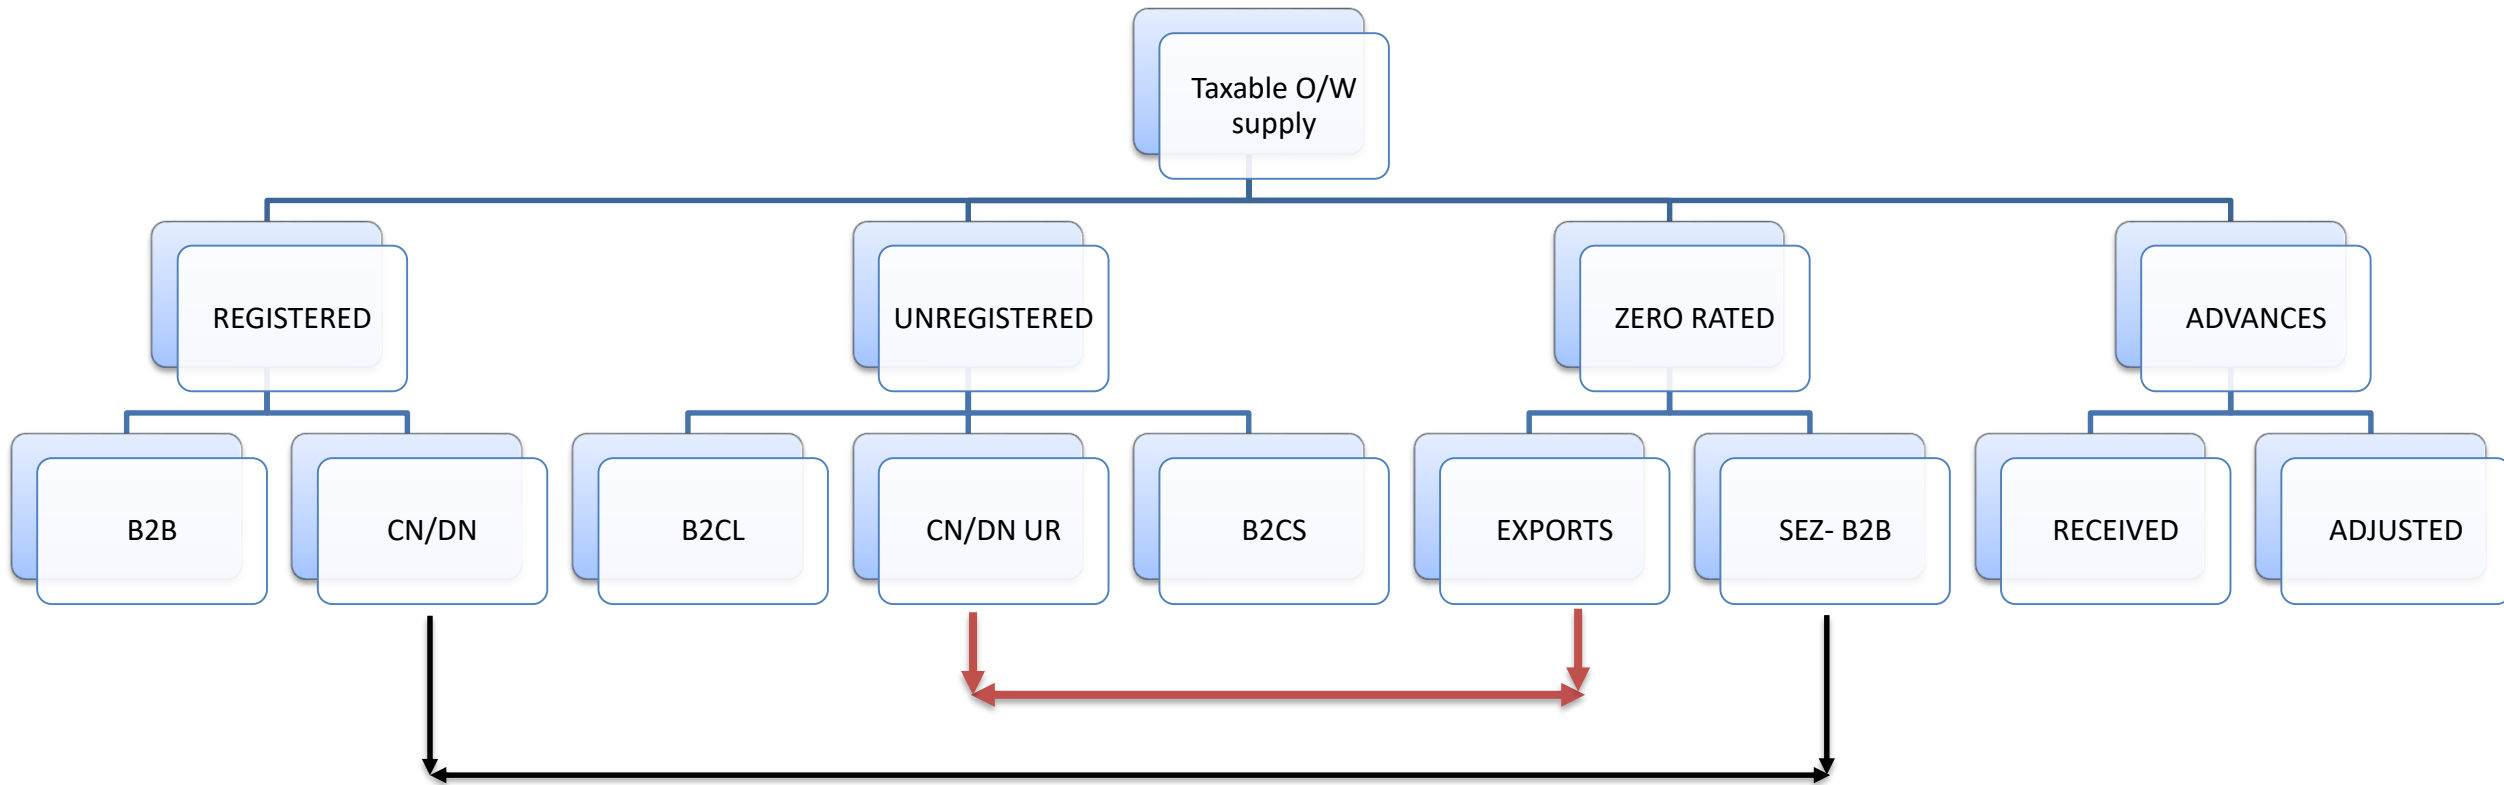 Taxable O/W
supply
REGISTERED
UNREGISTERED
ZERO RATED
ADVANCES
B2B
CN/DN
B2CL
CN/DN UR
B2CS
EXPORTS
SEZ- B2B
RECEIVED
ADJUSTED